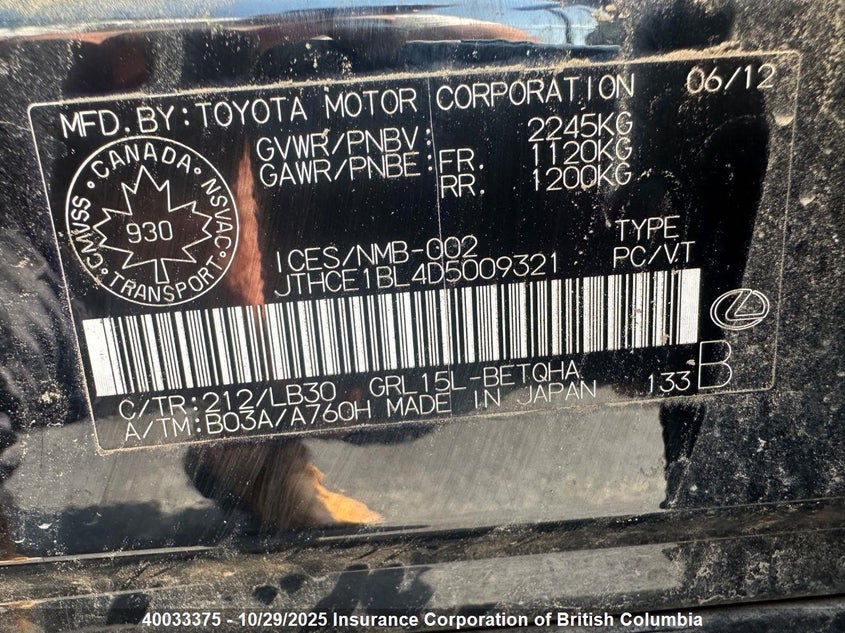 MFD.BY:TOYOTA MOTOR CORPORATION 06/12
GVWR/PNBV: 2245KG
GAWR/PNBE:FR. 1120KG
RR. 1200KG
CANADA
CMVSS NSVAC
930
TRANSPORT
TYPE
ICES/NMB-002 PC/VT
JTHCE1BL4D5009321
C/TR:212/LB30 GRL15L-BETQHA
A/TM:B03A/A760H MADE IN JAPAN 133 B
40033375 - 10/29/2025 Insurance Corporation of British Columbia